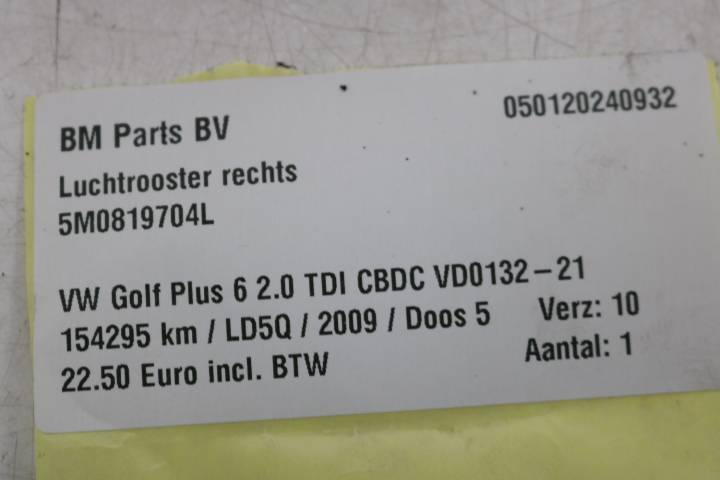 BM Parts BV 050120240932
Luchtrooster rechts
5M0819704L
VW Golf Plus 6 2.0 TDI CBDC VD0132-21
154295 km / LD5Q / 2009 / Doos 5 Verz: 10
22.50 Euro incl. BTW Aantal: 1